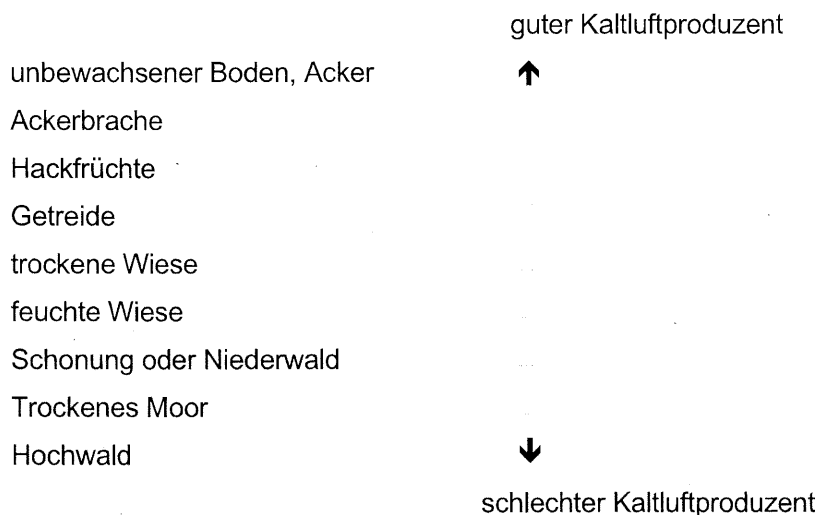 guter Kaltluftproduzent
unbewachsener Boden, Acker ↑
Ackerbrache
Hackfrüchte
Getreide
trockene Wiese
feuchte Wiese
Schonung oder Niederwald
Trockenes Moor
Hochwald ↓
schlechter Kaltluftproduzent